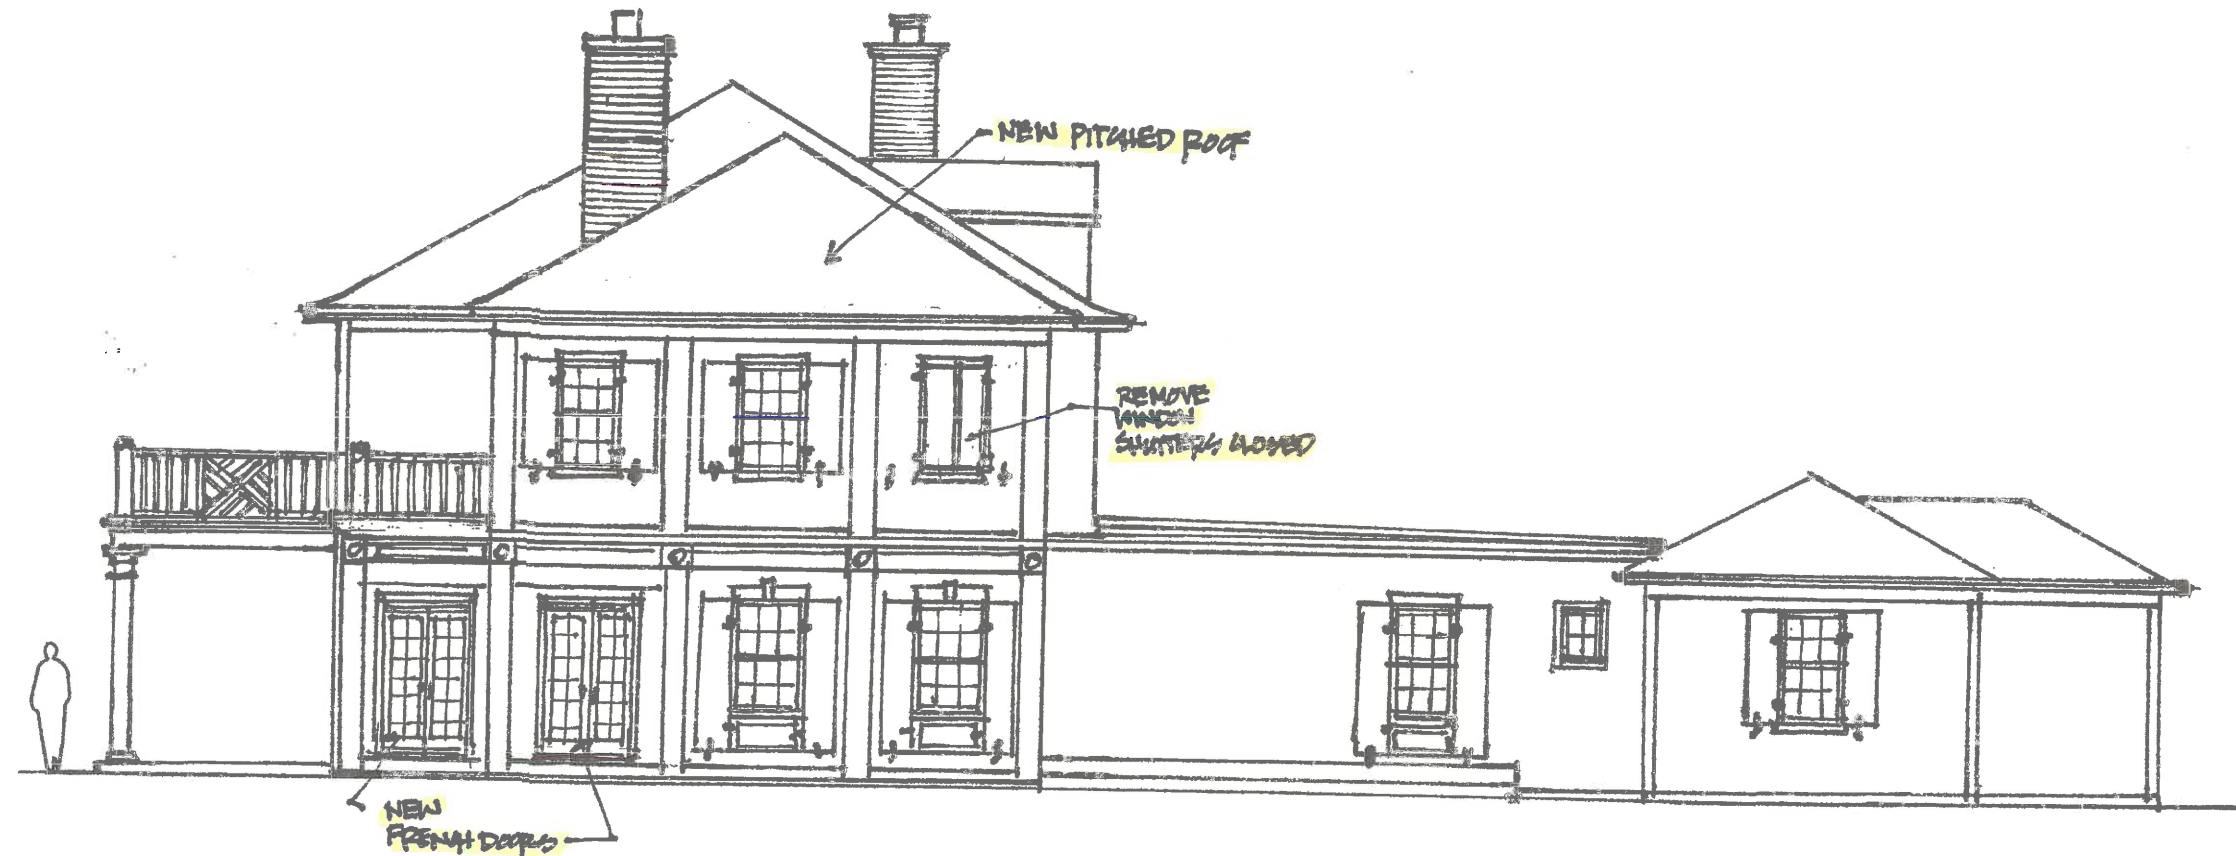 NEW PITCHED ROOF
REMOVE
WINDOW
SHUTTERS CLOSED
NEW
FRENCH DOORS